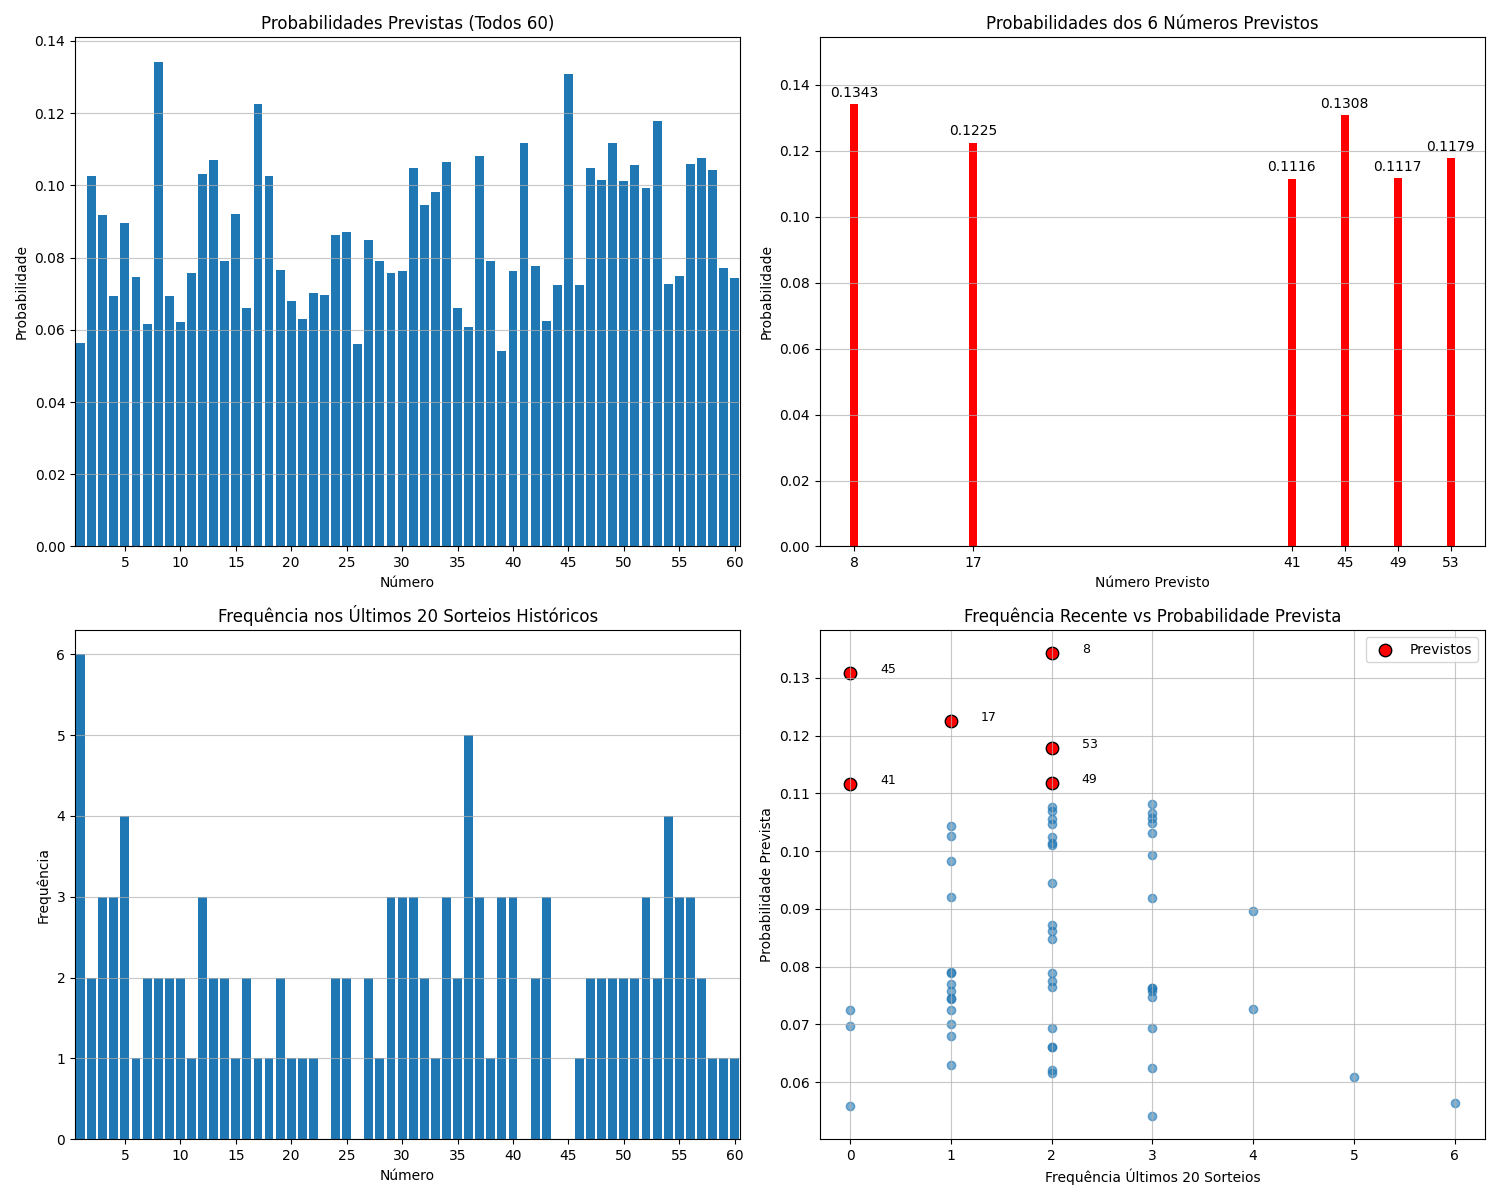 Probabilidades Previstas (Todos 60)
Probabilidade
0.14
0.12
0.10
0.08
0.06
0.04
0.02
0.00
5 10 15 20 25 30 35 40 45 50 55 60
Número
Probabilidades dos 6 Números Previstos
Probabilidade
0.14
0.12
0.10
0.08
0.06
0.04
0.02
0.00
0.1343
0.1225
0.1116
0.1308
0.1117
0.1179
8 17 41 45 49 53
Número Previsto
Frequência nos Últimos 20 Sorteios Históricos
Frequência
6
5
4
3
2
1
0
5 10 15 20 25 30 35 40 45 50 55 60
Número
Frequência Recente vs Probabilidade Prevista
Previstos
Probabilidade Prevista
0.13
0.12
0.11
0.10
0.09
0.08
0.07
0.06
8
45
17
53
49
41
0 1 2 3 4 5 6
Frequência Últimos 20 Sorteios